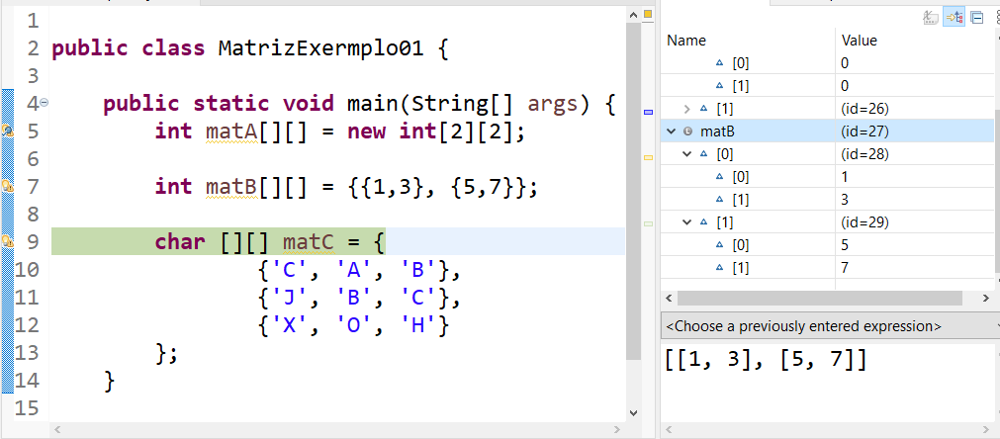 1
2 public class MatrizExermplo01 {
3
4 public static void main(String[] args) {
5 int matA[][] = new int[2][2];
6
7 int matB[][] = {{1,3}, {5,7}};
8
9 char [][] matC = {
10 {'C', 'A', 'B'},
11 {'J', 'B', 'C'},
12 {'X', 'O', 'H'}
13 };
14 }
15
Name Value
[0] 0
[1] 0
[1] (id=26)
matB (id=27)
[0] (id=28)
[0] 1
[1] 3
[1] (id=29)
[0] 5
[1] 7
<Choose a previously entered expression>
[[1, 3], [5, 7]]